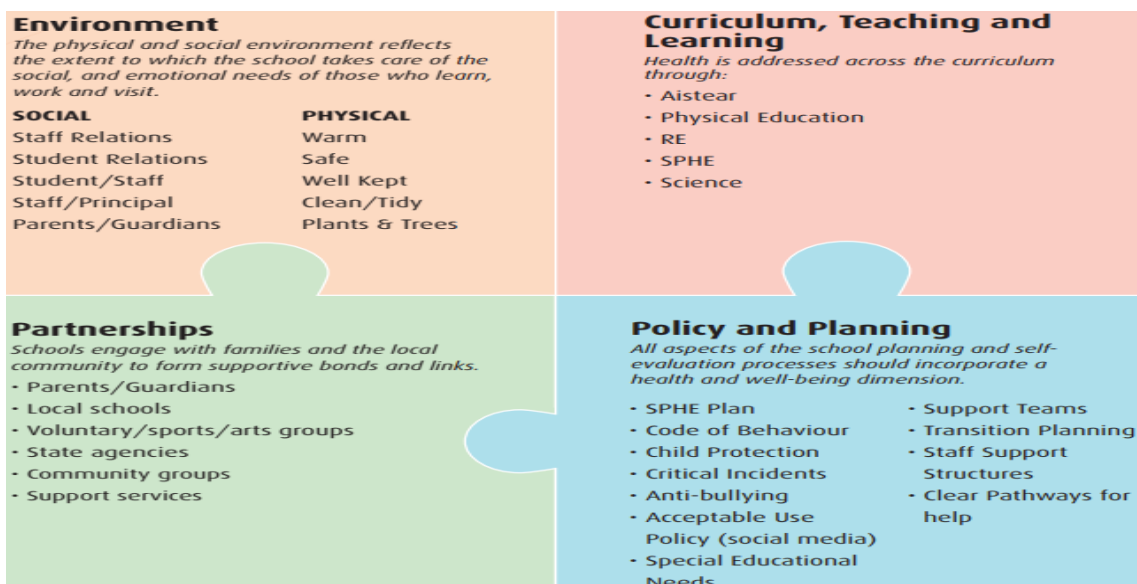 Environment
The physical and social environment reflects
the extent to which the school takes care of the
social, and emotional needs of those who learn,
work and visit.
SOCIAL
Staff Relations
Student Relations
Student/Staff
Staff/Principal
Parents/Guardians
PHYSICAL
Warm
Safe
Well Kept
Clean/Tidy
Plants & Trees
Curriculum, Teaching and
Learning
Health is addressed across the curriculum
through:
• Aistear
• Physical Education
• RE
• SPHE
• Science
Partnerships
Schools engage with families and the local
community to form supportive bonds and links.
• Parents/Guardians
• Local schools
• Voluntary/sports/arts groups
• State agencies
• Community groups
• Support services
Policy and Planning
All aspects of the school planning and self-
evaluation processes should incorporate a
health and well-being dimension.
• SPHE Plan
• Code of Behaviour
• Child Protection
• Critical Incidents
• Anti-bullying
• Acceptable Use
Policy (social media)
• Special Educational
Needs
• Support Teams
• Transition Planning
• Staff Support
Structures
• Clear Pathways for
help